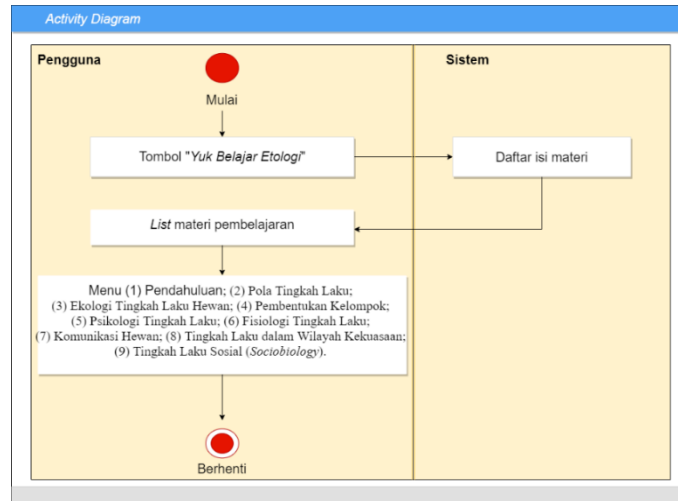 Activity Diagram
Pengguna
Sistem
Mulai
Tombol "Yuk Belajar Etologi"
Daftar isi materi
List materi pembelajaran
Menu (1) Pendahuluan; (2) Pola Tingkah Laku;
(3) Ekologi Tingkah Laku Hewan; (4) Pembentukan Kelompok;
(5) Psikologi Tingkah Laku; (6) Fisiologi Tingkah Laku;
(7) Komunikasi Hewan; (8) Tingkah Laku dalam Wilayah Kekuasaan;
(9) Tingkah Laku Sosial (Sociobiology).
Berhenti